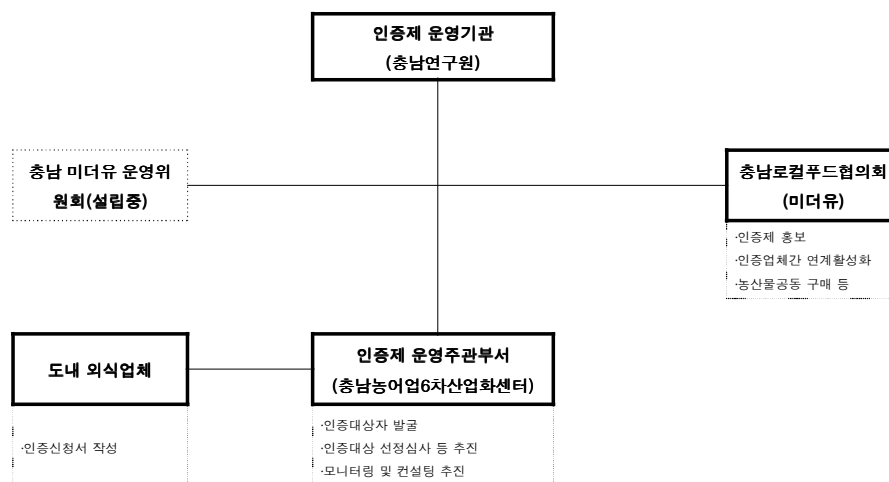 인증제 운영기관
(충남연구원)
충남 미더유 운영위
원회(설립중)
충남로컬푸드협의회
(미더유)
·인증제 홍보
·인증업체간 연계활성화
·농산물공동 구매 등
도내 외식업체
·인증신청서 작성
인증제 운영주관부서
(충남농어업6차산업화센터)
·인증대상자 발굴
·인증대상 선정심사 등 추진
·모니터링 및 컨설팅 추진